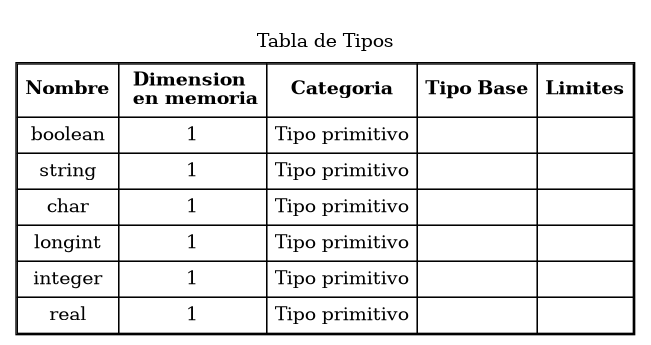 Tabla de Tipos
Nombre Dimension en memoria Categoria Tipo Base Limites
boolean 1 Tipo primitivo
string 1 Tipo primitivo
char 1 Tipo primitivo
longint 1 Tipo primitivo
integer 1 Tipo primitivo
real 1 Tipo primitivo